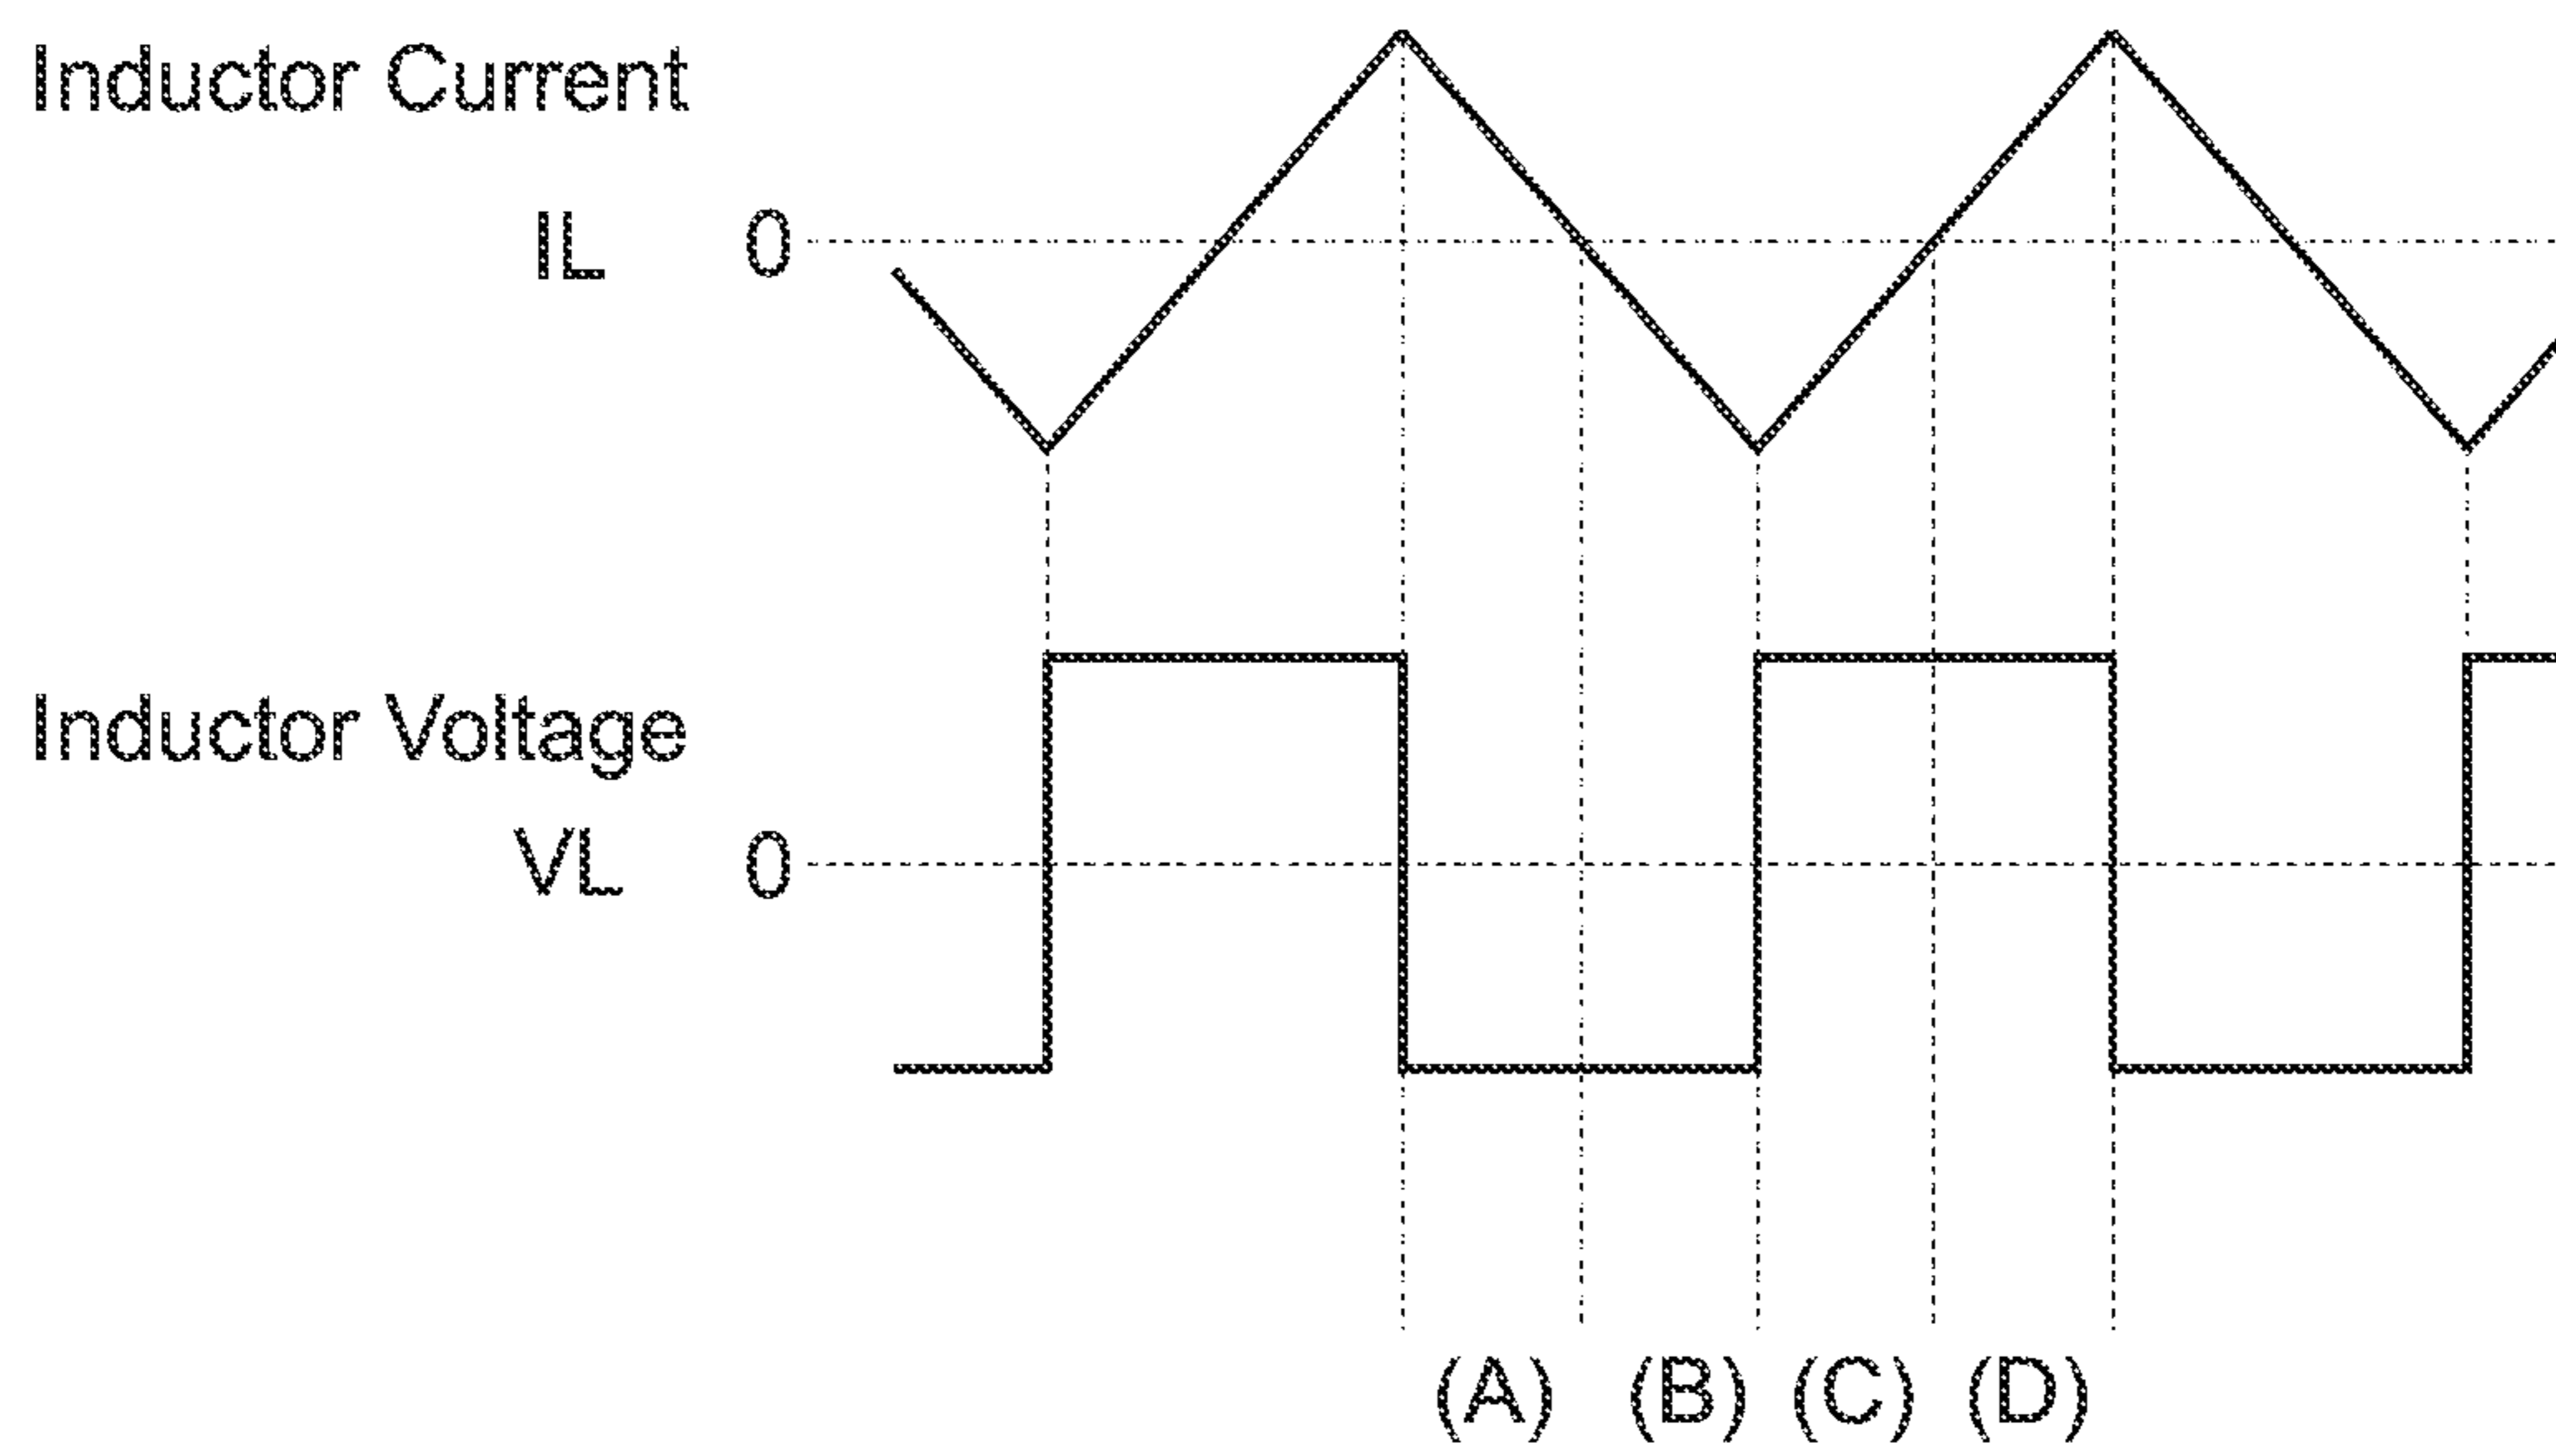 Inductor Current
IL 0
Inductor Voltage
VL 0
(A) (B) (C) (D)